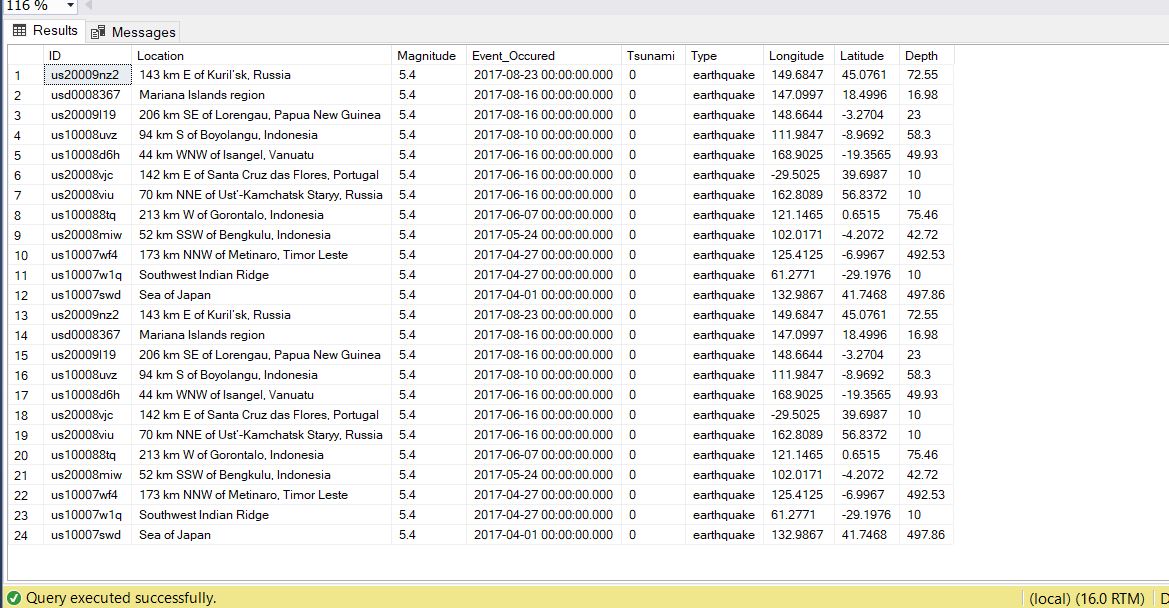 116 %
Results Messages
ID Location Magnitude Event_Occured Tsunami Type Longitude Latitude Depth
1 us20009nz2 143 km E of Kuril’sk, Russia 5.4 2017-08-23 00:00:00.000 0 earthquake 149.6847 45.0761 72.55
2 usd0008367 Mariana Islands region 5.4 2017-08-16 00:00:00.000 0 earthquake 147.0997 18.4996 16.98
3 us20009l19 206 km SE of Lorengau, Papua New Guinea 5.4 2017-08-16 00:00:00.000 0 earthquake 148.6644 -3.2704 23
4 us10008uvz 94 km S of Boyolangu, Indonesia 5.4 2017-08-10 00:00:00.000 0 earthquake 111.9847 -8.9692 58.3
5 us10008d6h 44 km WNW of Isangel, Vanuatu 5.4 2017-06-16 00:00:00.000 0 earthquake 168.9025 -19.3565 49.93
6 us20008vjc 142 km E of Santa Cruz das Flores, Portugal 5.4 2017-06-16 00:00:00.000 0 earthquake -29.5025 39.6987 10
7 us20008viu 70 km NNE of Ust’-Kamchatsk Staryy, Russia 5.4 2017-06-16 00:00:00.000 0 earthquake 162.8089 56.8372 10
8 us100088tq 213 km W of Gorontalo, Indonesia 5.4 2017-06-07 00:00:00.000 0 earthquake 121.1465 0.6515 75.46
9 us20008miw 52 km SSW of Bengkulu, Indonesia 5.4 2017-05-24 00:00:00.000 0 earthquake 102.0171 -4.2072 42.72
10 us10007wf4 173 km NNW of Metinaro, Timor Leste 5.4 2017-04-27 00:00:00.000 0 earthquake 125.4125 -6.9967 492.53
11 us10007w1q Southwest Indian Ridge 5.4 2017-04-27 00:00:00.000 0 earthquake 61.2771 -29.1976 10
12 us10007swd Sea of Japan 5.4 2017-04-01 00:00:00.000 0 earthquake 132.9867 41.7468 497.86
13 us20009nz2 143 km E of Kuril’sk, Russia 5.4 2017-08-23 00:00:00.000 0 earthquake 149.6847 45.0761 72.55
14 usd0008367 Mariana Islands region 5.4 2017-08-16 00:00:00.000 0 earthquake 147.0997 18.4996 16.98
15 us20009l19 206 km SE of Lorengau, Papua New Guinea 5.4 2017-08-16 00:00:00.000 0 earthquake 148.6644 -3.2704 23
16 us10008uvz 94 km S of Boyolangu, Indonesia 5.4 2017-08-10 00:00:00.000 0 earthquake 111.9847 -8.9692 58.3
17 us10008d6h 44 km WNW of Isangel, Vanuatu 5.4 2017-06-16 00:00:00.000 0 earthquake 168.9025 -19.3565 49.93
18 us20008vjc 142 km E of Santa Cruz das Flores, Portugal 5.4 2017-06-16 00:00:00.000 0 earthquake -29.5025 39.6987 10
19 us20008viu 70 km NNE of Ust’-Kamchatsk Staryy, Russia 5.4 2017-06-16 00:00:00.000 0 earthquake 162.8089 56.8372 10
20 us100088tq 213 km W of Gorontalo, Indonesia 5.4 2017-06-07 00:00:00.000 0 earthquake 121.1465 0.6515 75.46
21 us20008miw 52 km SSW of Bengkulu, Indonesia 5.4 2017-05-24 00:00:00.000 0 earthquake 102.0171 -4.2072 42.72
22 us10007wf4 173 km NNW of Metinaro, Timor Leste 5.4 2017-04-27 00:00:00.000 0 earthquake 125.4125 -6.9967 492.53
23 us10007w1q Southwest Indian Ridge 5.4 2017-04-27 00:00:00.000 0 earthquake 61.2771 -29.1976 10
24 us10007swd Sea of Japan 5.4 2017-04-01 00:00:00.000 0 earthquake 132.9867 41.7468 497.86
Query executed successfully. (local) (16.0 RTM)